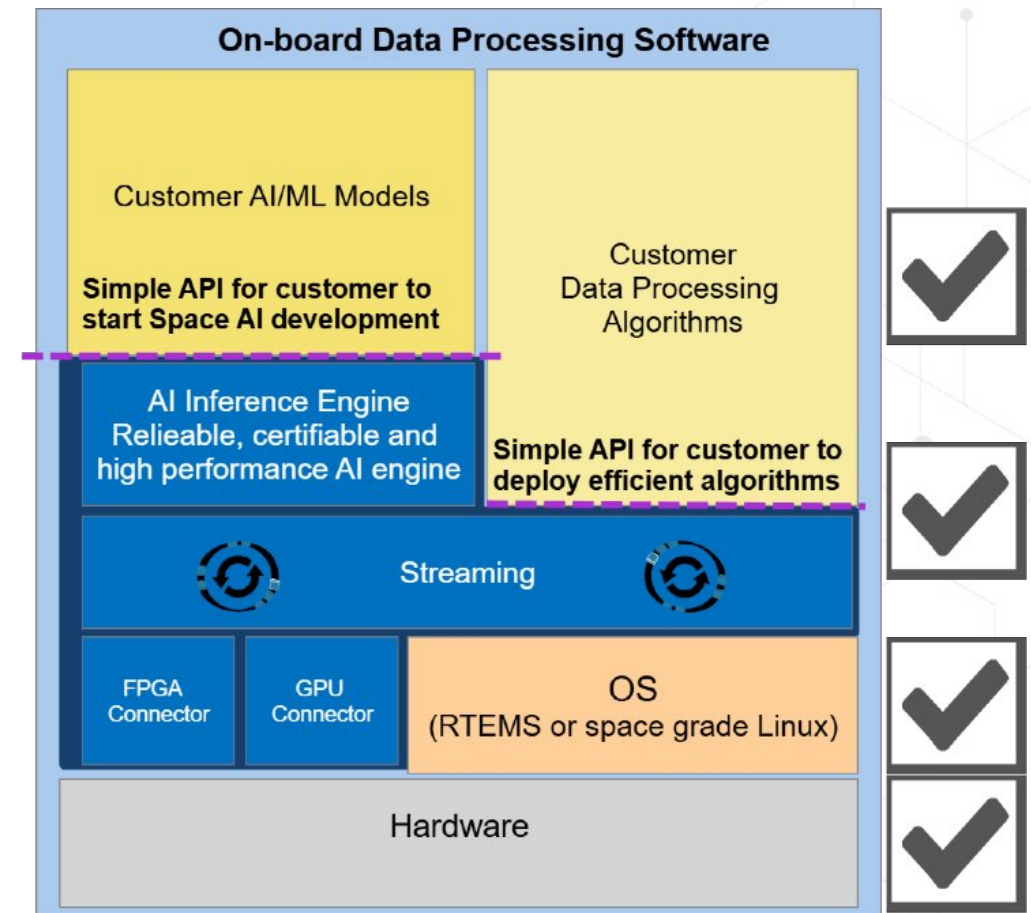 On-board Data Processing Software
Customer AI/ML Models
Simple API for customer to
start Space AI development
Customer
Data Processing
Algorithms
AI Inference Engine
Relieable, certifiable and
high performance AI engine
Simple API for customer to
deploy efficient algorithms
Streaming
FPGA
Connector
GPU
Connector
OS
(RTEMS or space grade Linux)
Hardware